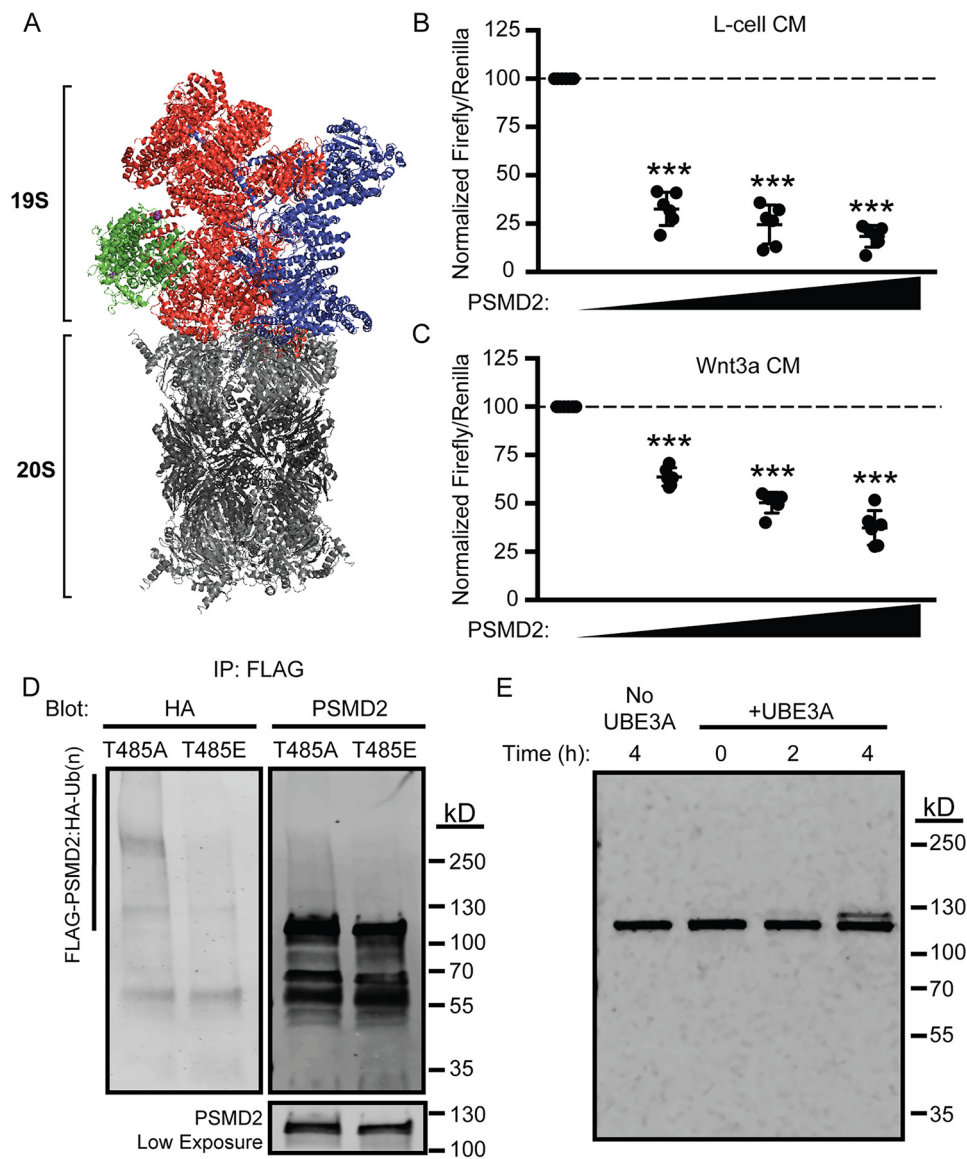 A
19S
20S
B
L-cell CM
Normalized Firefly/Renilla
125
100
75
50
25
0
***
***
***
PSMD2:
C
Wnt3a CM
Normalized Firefly/Renilla
125
100
75
50
25
0
***
***
***
PSMD2:
D
IP: FLAG
Blot: HA PSMD2
T485A T485E T485A T485E
FLAG-PSMD2:HA-Ub(n)
kD
250
130
100
70
55
35
PSMD2
Low Exposure
130
100
E
No
UBE3A
+UBE3A
Time (h): 4 0 2 4
kD
250
130
100
70
55
35